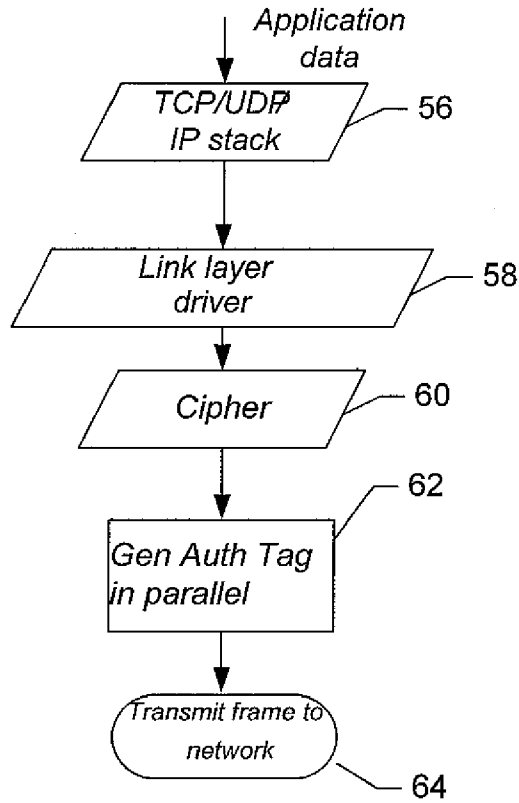 Application
data
TCP/UDP/
IP stack
56
Link layer
driver
58
Cipher
60
62
Gen Auth Tag
in parallel
Transmit frame to
network
64